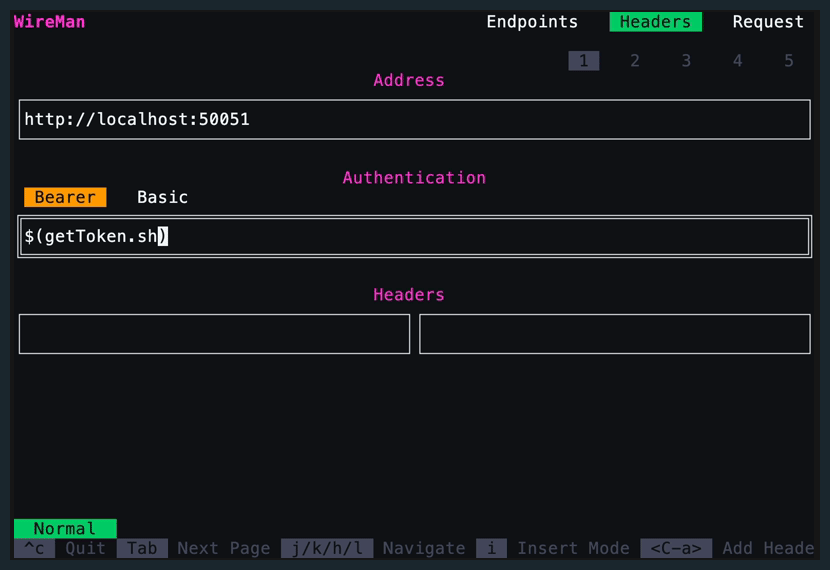 WireMan Endpoints Headers Request
1 2 3 4 5
Address
http://localhost:50051
Authentication
Bearer Basic
$(getToken.sh)
Headers
Normal
^c Quit Tab Next Page j/k/h/l Navigate i Insert Mode <C-a> Add Heade